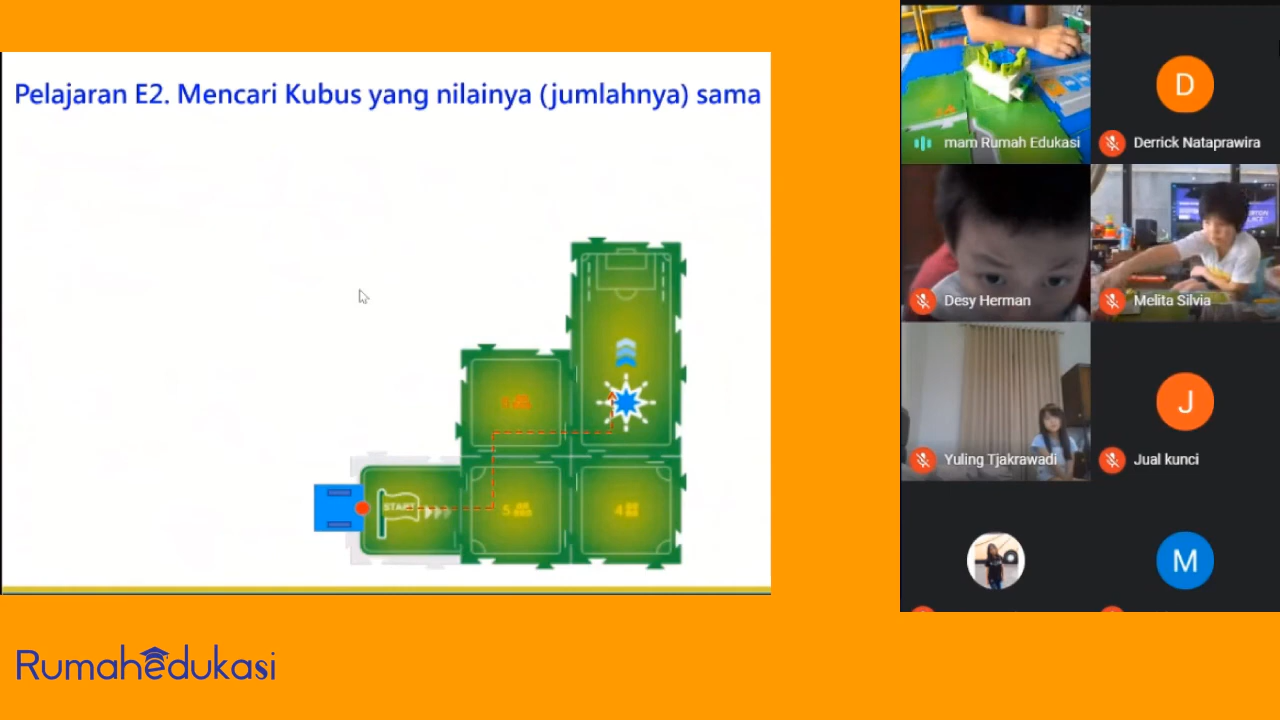 Pelajaran E2. Mencari Kubus yang nilainya (jumlahnya) sama
START
5
4
RumahEdukasi
mam Rumah Edukasi
D
Derrick Nataprawira
Desy Herman
Melita Silvia
Yuling Tjakrawadi
J
Jual kunci
M